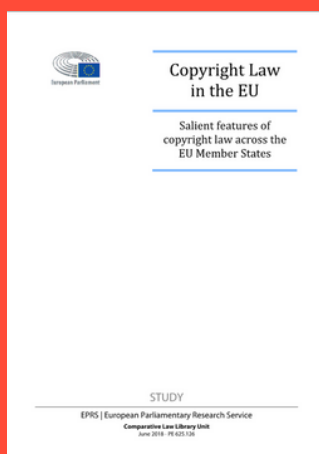 European Parliament
Copyright Law
in the EU
Salient features of
copyright law across the
EU Member States
STUDY
EPRS | European Parliamentary Research Service
Comparative Law Library Unit
June 2018 - PE 625.126